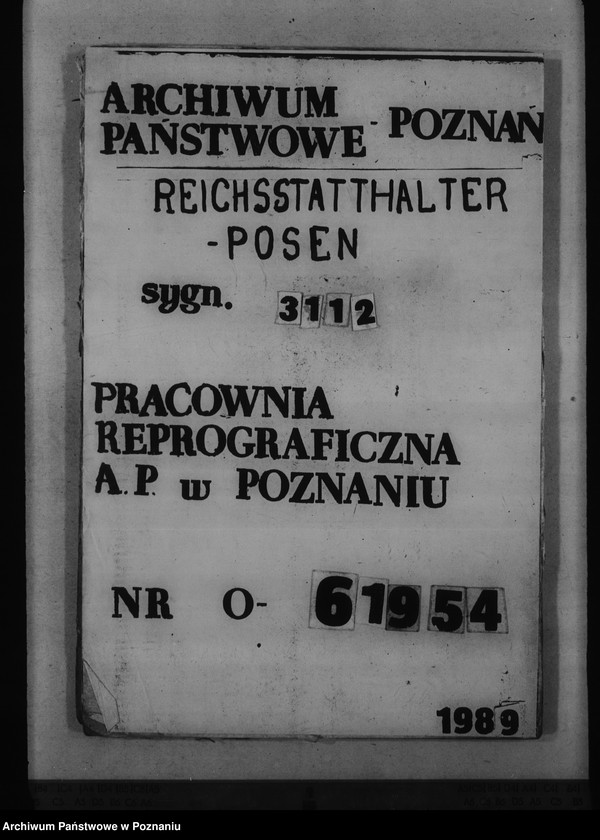 ARCHIWUM
PAŃSTWOWE - POZNAŃ
REICHSSTATTHALTER
-POSEN
sygn. 3112
PRACOWNIA
REPROGRAFICZNA
A.P. w POZNANIU
NR O- 61954
1989
Archiwum Państwowe w Poznaniu